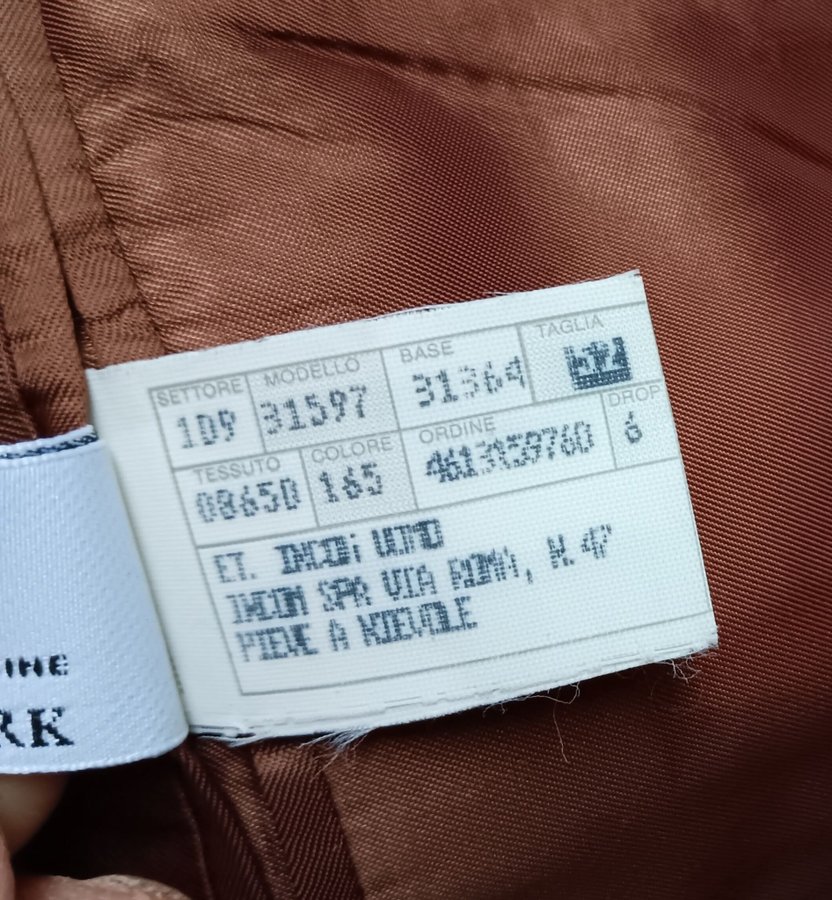 SETTORE MODELLO BASE TAGLIA
109 31597 31364
TESSUTO COLORE ORDINE DROP
08650 165 6
ET. INCOM UOMO
INCOM SPA VIA ROMA, N.47
PIEVE A NIEVOLE
INE
RK